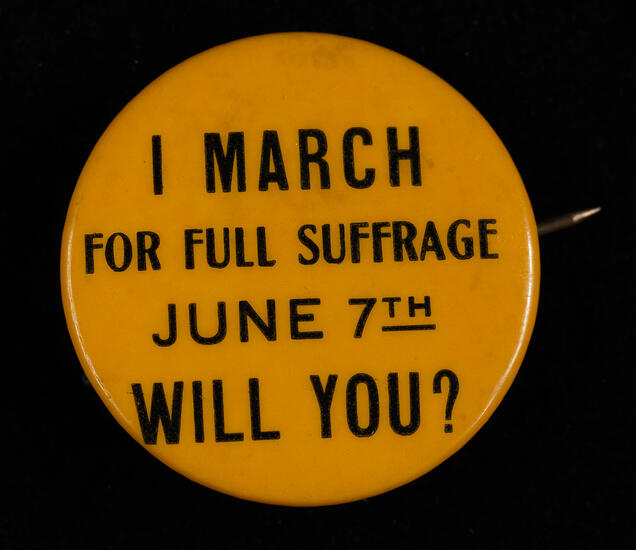 I MARCH
FOR FULL SUFFRAGE
JUNE 7TH
WILL YOU?